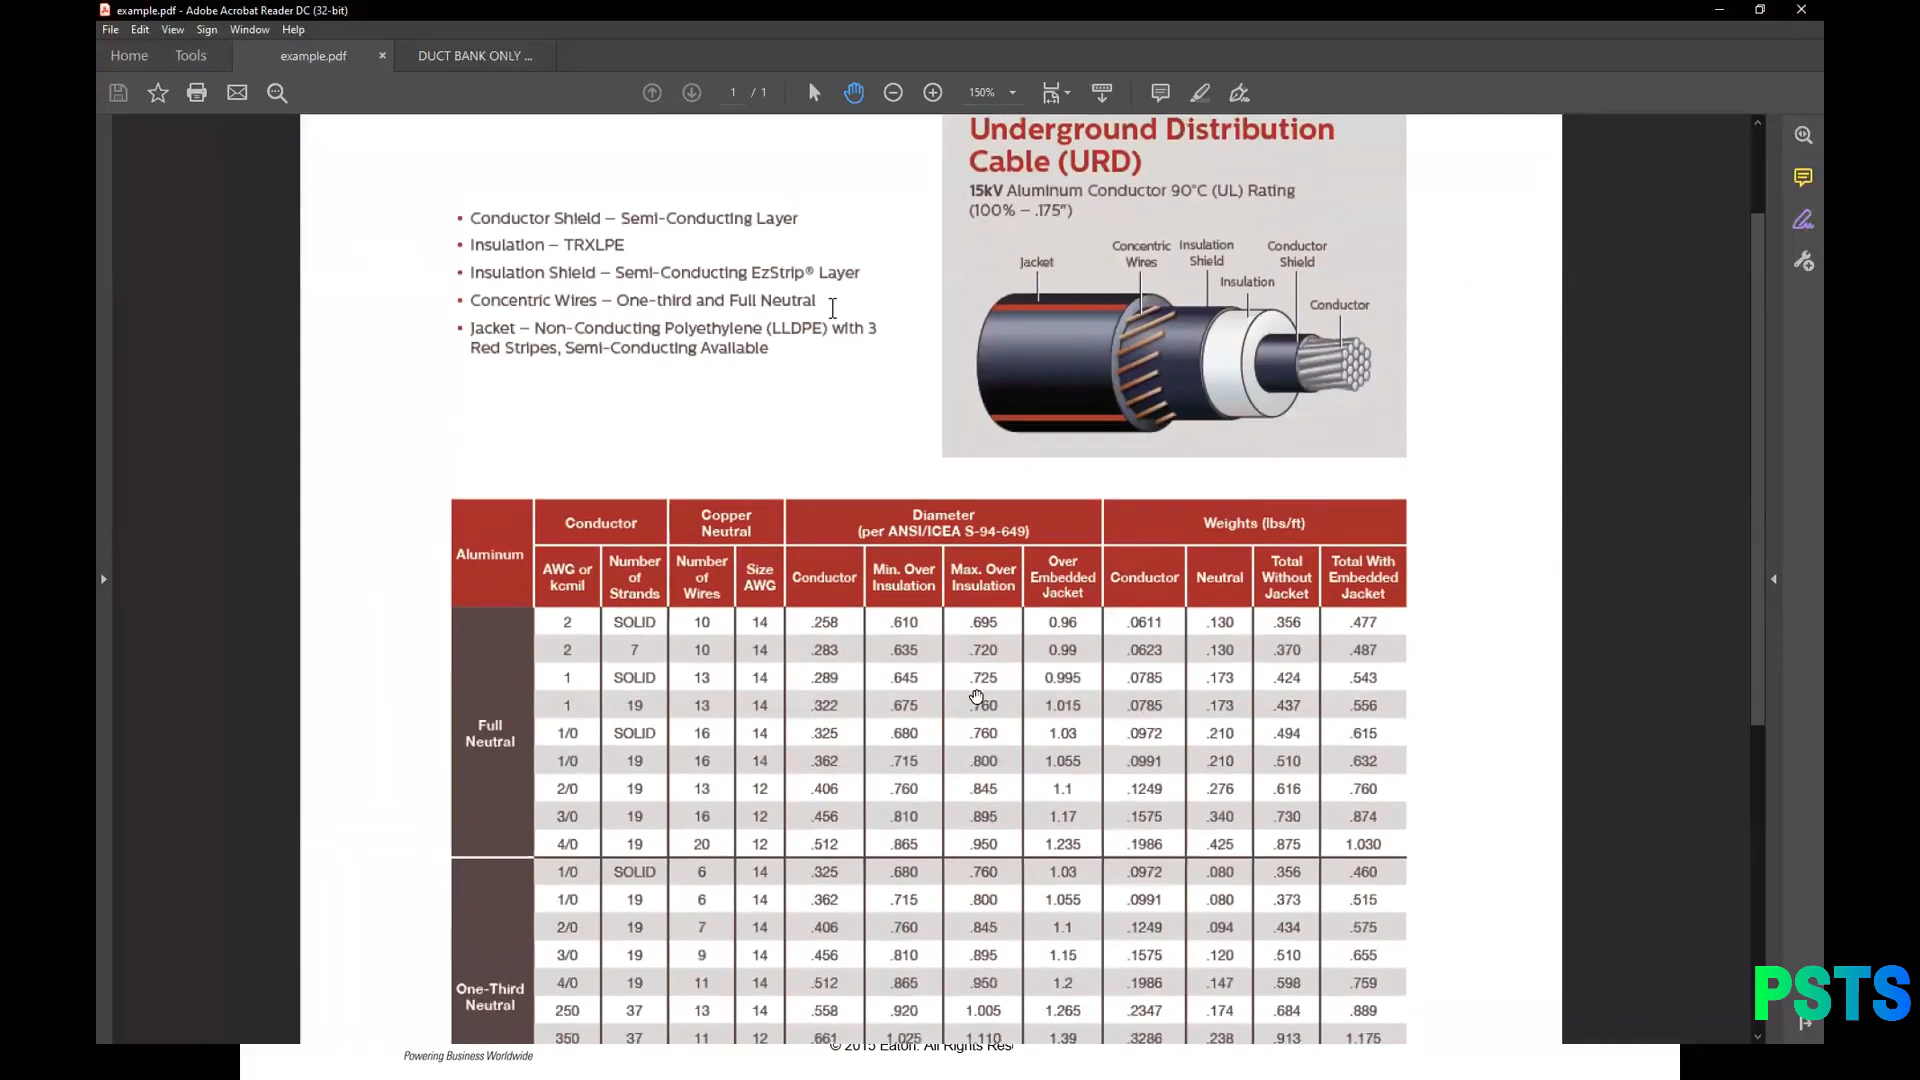 example.pdf - Adobe Acrobat Reader DC (32-bit)
File Edit View Sign Window Help
Home Tools example.pdf × DUCT BANK ONLY ...
1 / 1 150%
Underground Distribution
Cable (URD)
15kV Aluminum Conductor 90°C (UL) Rating
(100% – .175")
• Conductor Shield – Semi-Conducting Layer
• Insulation – TRXLPE
• Insulation Shield – Semi-Conducting EzStrip® Layer
• Concentric Wires – One-third and Full Neutral
• Jacket – Non-Conducting Polyethylene (LLDPE) with 3
Red Stripes, Semi-Conducting Available
Jacket
Concentric
Wires
Insulation
Shield
Insulation
Conductor
Shield
Conductor
Aluminum
Conductor
Copper
Neutral
Diameter
(per ANSI/ICEA S-94-649)
Weights (lbs/ft)
AWG or
kcmil
Number
of
Strands
Number
of
Wires
Size
AWG
Conductor
Min. Over
Insulation
Max. Over
Insulation
Over
Embedded
Jacket
Conductor
Neutral
Total
Without
Jacket
Total With
Embedded
Jacket
Full
Neutral
2 SOLID 10 14 .258 .610 .695 0.96 .0611 .130 .356 .477
2 7 10 14 .283 .635 .720 0.99 .0623 .130 .370 .487
1 SOLID 13 14 .289 .645 .725 0.995 .0785 .173 .424 .543
1 19 13 14 .322 .675 .760 1.015 .0785 .173 .437 .556
1/0 SOLID 16 14 .325 .680 .760 1.03 .0972 .210 .494 .615
1/0 19 16 14 .362 .715 .800 1.055 .0991 .210 .510 .632
2/0 19 13 12 .406 .760 .845 1.1 .1249 .276 .616 .760
3/0 19 16 12 .456 .810 .895 1.17 .1575 .340 .730 .874
4/0 19 20 12 .512 .865 .950 1.235 .1986 .425 .875 1.030
One-Third
Neutral
1/0 SOLID 6 14 .325 .680 .760 1.03 .0972 .080 .356 .460
1/0 19 6 14 .362 .715 .800 1.055 .0991 .080 .373 .515
2/0 19 7 14 .406 .760 .845 1.1 .1249 .094 .434 .575
3/0 19 9 14 .456 .810 .895 1.15 .1575 .120 .510 .655
4/0 19 11 14 .512 .865 .950 1.2 .1986 .147 .598 .759
250 37 13 14 .558 .920 1.005 1.265 .2347 .174 .684 .889
350 37 11 12 .661 1.025 1.110 1.39 .3286 .238 .913 1.175
Powering Business Worldwide
© 2015 Eaton. All Rights Res
PSTS